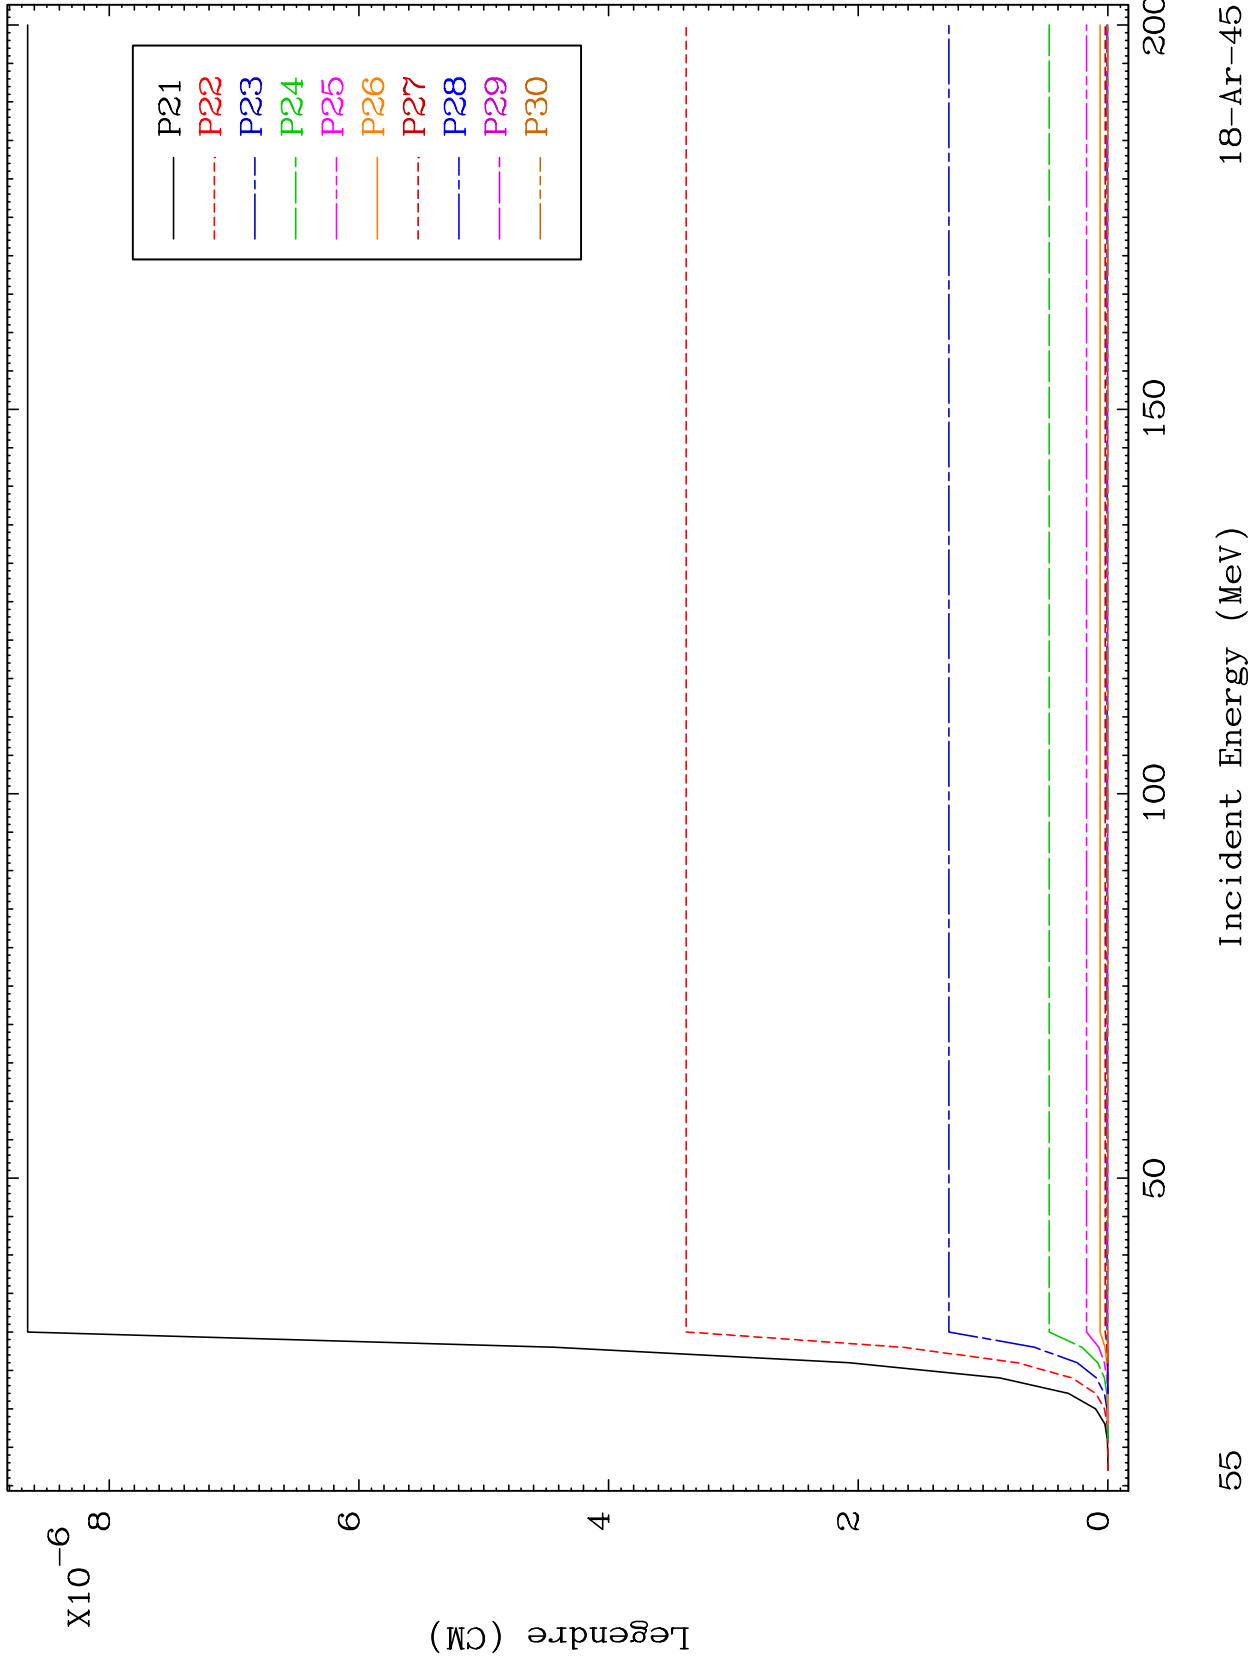 X10-6
8
6
4
2
0
Legendre (CM)
P21
P22
P23
P24
P25
P26
P27
P28
P29
P30
50
100
150
200
55
Incident Energy (MeV)
18-Ar-45